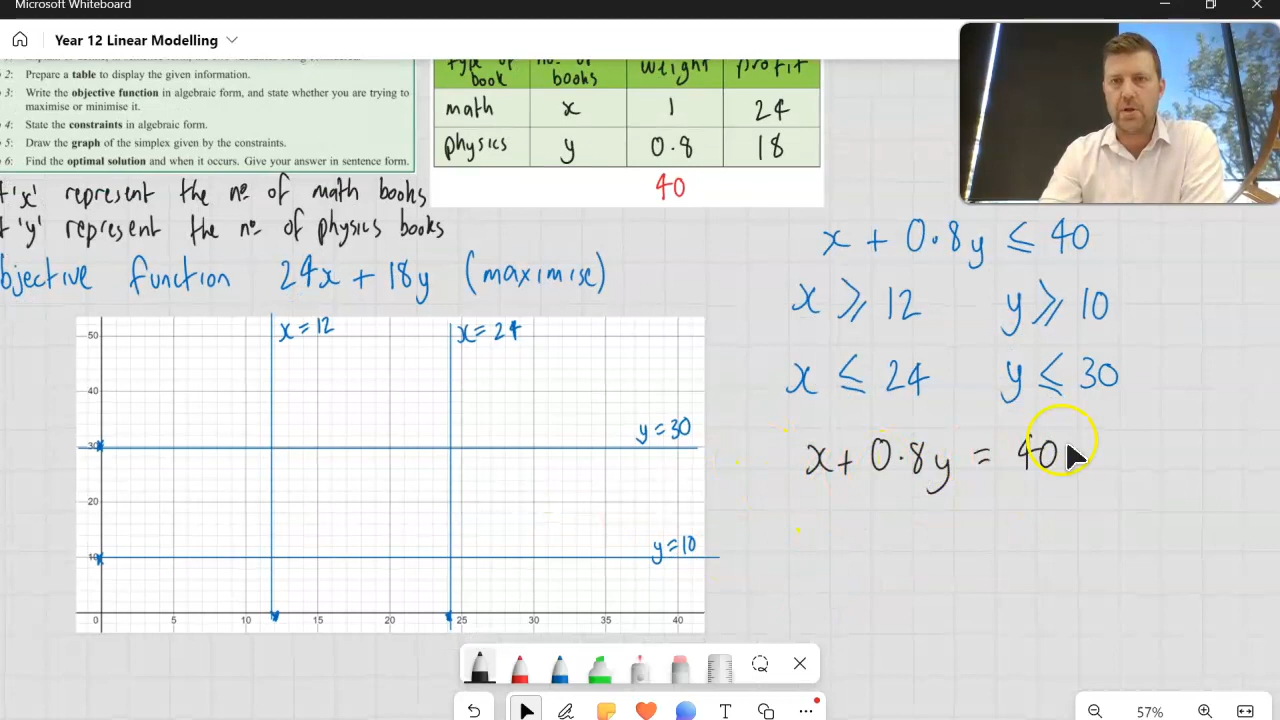 Microsoft Whiteboard
Year 12 Linear Modelling
2: Prepare a table to display the given information.
3: Write the objective function in algebraic form, and state whether you are trying to
maximise or minimise it.
4: State the constraints in algebraic form.
5: Draw the graph of the simplex given by the constraints.
6: Find the optimal solution and when it occurs. Give your answer in sentence form.
type of book nº of books weight profit
math x 1 24
physics y 0.8 18
40
t 'x' represent the nº of math books
t 'y' represent the nº of physics books
bjective function 24x + 18y (maximise)
x + 0.8y ≤ 40
x ≥ 12 y ≥ 10
x ≤ 24 y ≤ 30
x + 0.8y = 40
x = 12 x = 24
50
40
y = 30
30
20
y = 10
10
0 5 10 15 20 25 30 35 40
57%